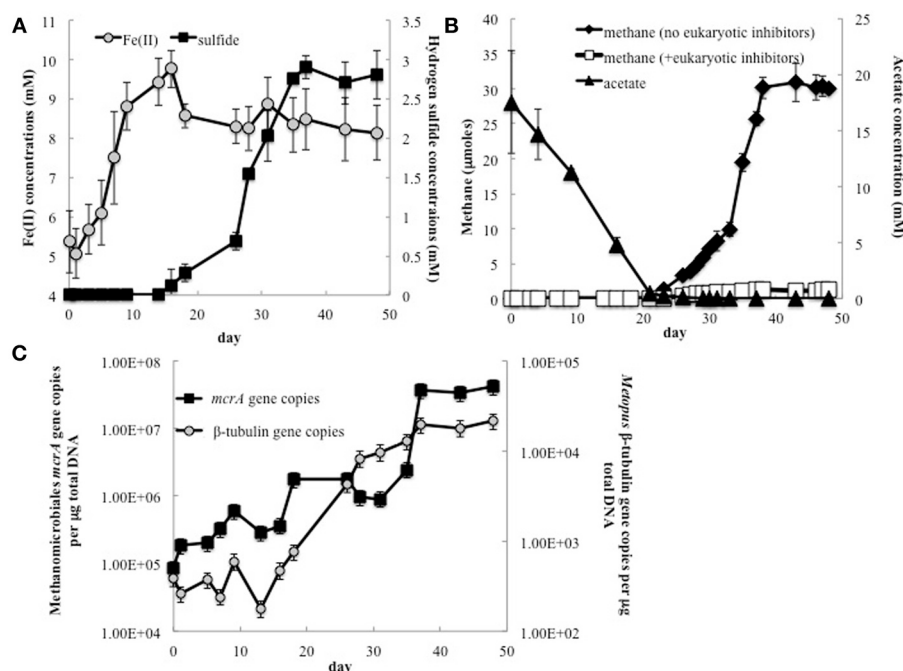 A
Fe(II) sulfide
Fe(II) concentrations (mM)
11
10
9
8
7
6
5
4
3.5
3
2.5
2
1.5
1
0.5
0
Hydrogen sulfide concentraions (mM)
0 10 20 30 40 50
day
B
methane (no eukaryotic inhibitors)
methane (+eukaryotic inhibitors)
acetate
Methane (μmoles)
40
35
30
25
20
15
10
5
0
25
20
15
10
5
0
Acetate concentration (mM)
0 10 20 30 40 50
day
C
mcrA gene copies
β-tubulin gene copies
Methanomicrobiales mcrA gene copies
per μg total DNA
1.00E+08
1.00E+07
1.00E+06
1.00E+05
1.00E+04
1.00E+05
1.00E+04
1.00E+03
1.00E+02
Metopus β-tubulin gene copies per μg
total DNA
0 10 20 30 40 50
day